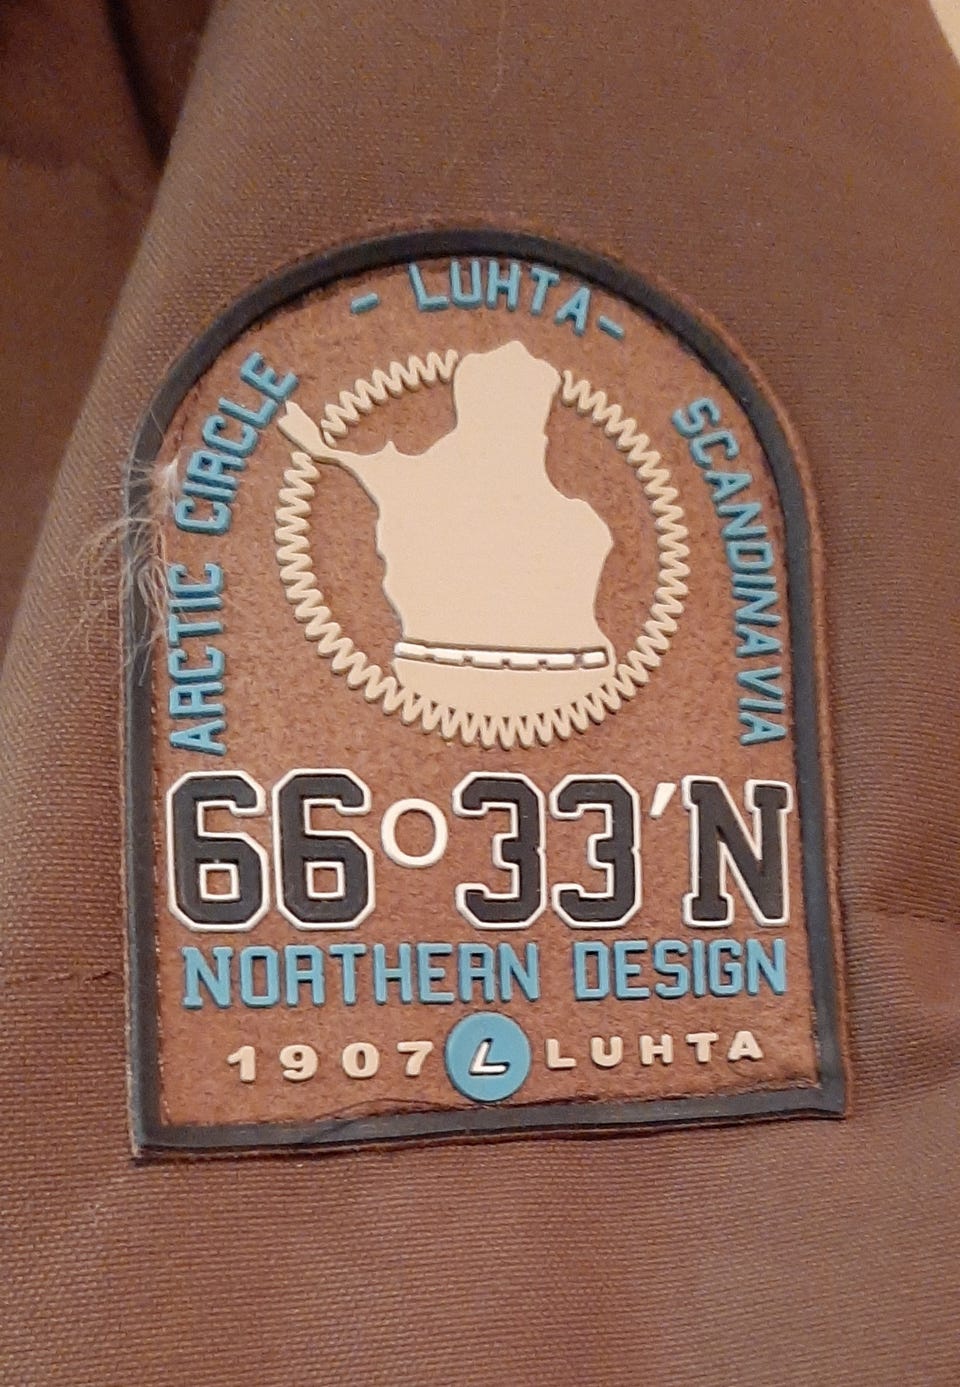 - LUHTA -
ARCTIC CIRCLE
SCANDINAVIA
66°33'N
NORTHERN DESIGN
1907 L LUHTA